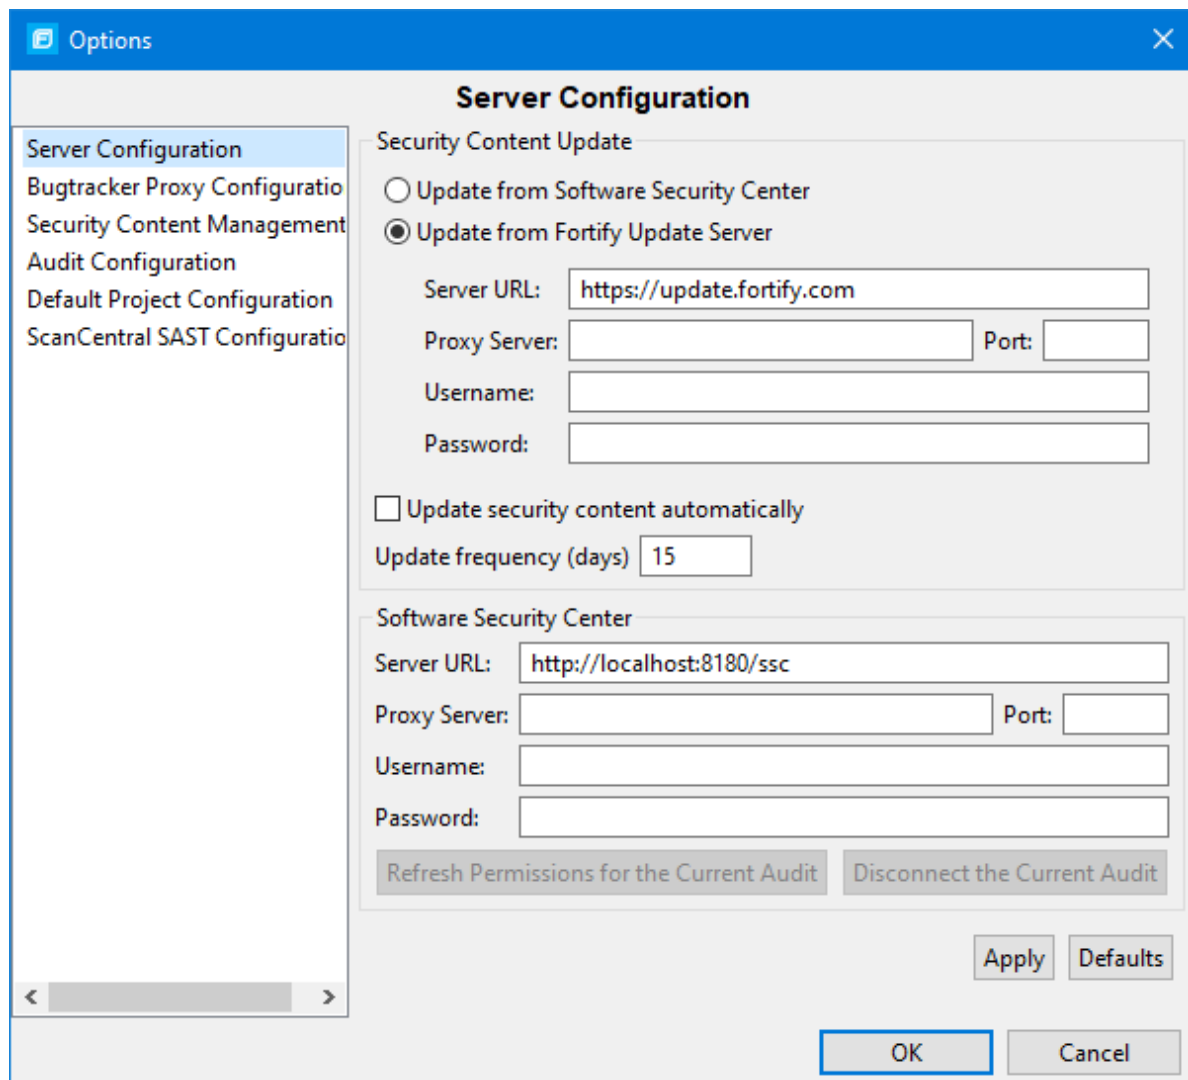 Options
Server Configuration
Server Configuration
Bugtracker Proxy Configuratio
Security Content Management
Audit Configuration
Default Project Configuration
ScanCentral SAST Configuratio
Security Content Update
Update from Software Security Center
Update from Fortify Update Server
Server URL: https://update.fortify.com
Proxy Server: Port:
Username:
Password:
Update security content automatically
Update frequency (days) 15
Software Security Center
Server URL: http://localhost:8180/ssc
Proxy Server: Port:
Username:
Password:
Refresh Permissions for the Current Audit Disconnect the Current Audit
Apply Defaults
OK Cancel